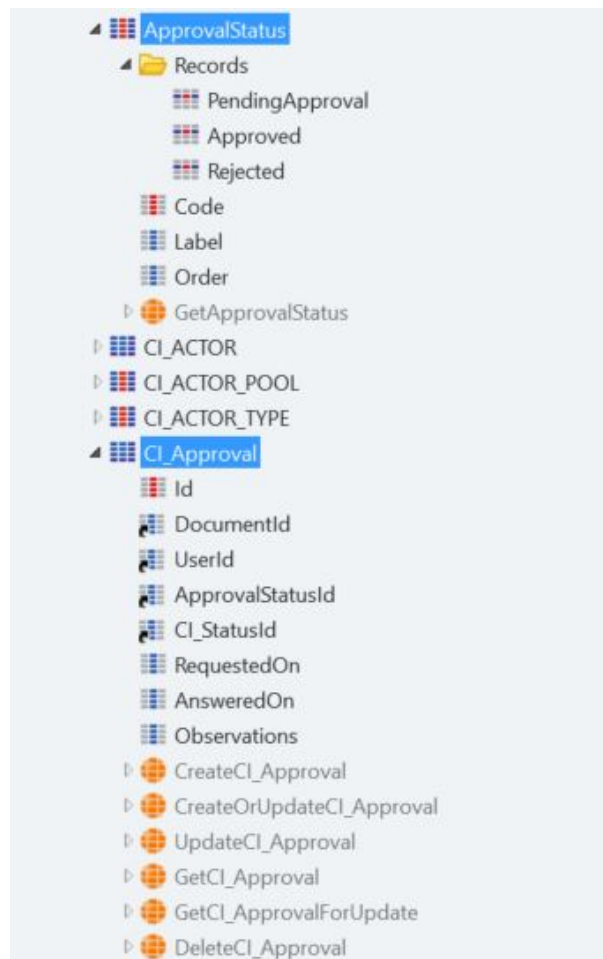 ApprovalStatus
Records
PendingApproval
Approved
Rejected
Code
Label
Order
GetApprovalStatus
CI_ACTOR
CI_ACTOR_POOL
CI_ACTOR_TYPE
CI_Approval
Id
DocumentId
UserId
ApprovalStatusId
CI_StatusId
RequestedOn
AnsweredOn
Observations
CreateCI_Approval
CreateOrUpdateCI_Approval
UpdateCI_Approval
GetCI_Approval
GetCI_ApprovalForUpdate
DeleteCI_Approval